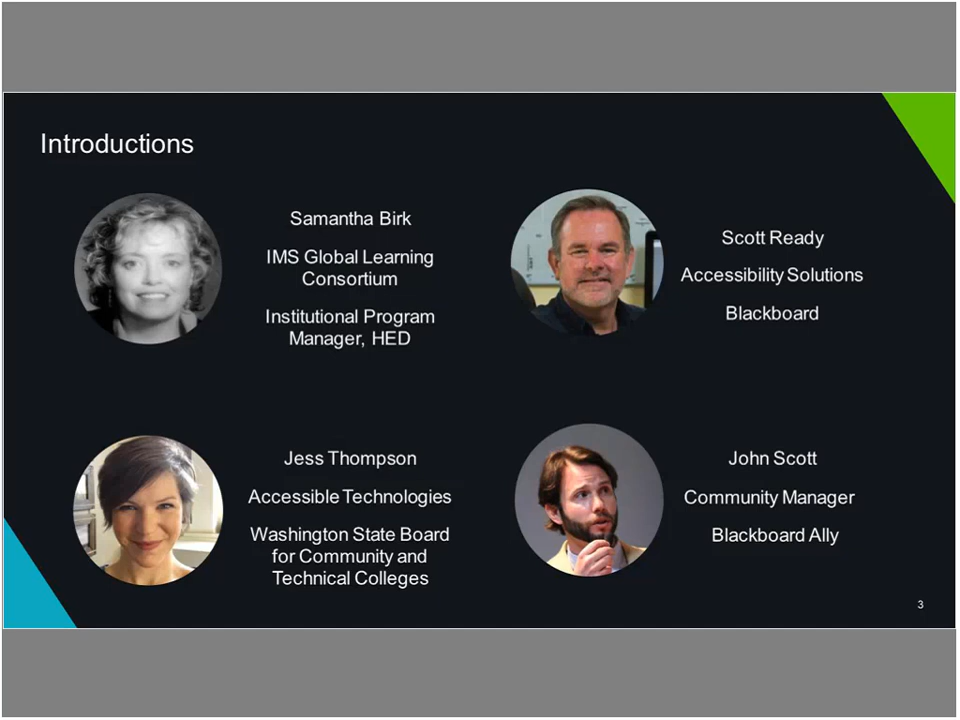 Introductions
Samantha Birk
IMS Global Learning
Consortium
Institutional Program
Manager, HED
Scott Ready
Accessibility Solutions
Blackboard
Jess Thompson
Accessible Technologies
Washington State Board
for Community and
Technical Colleges
John Scott
Community Manager
Blackboard Ally
3